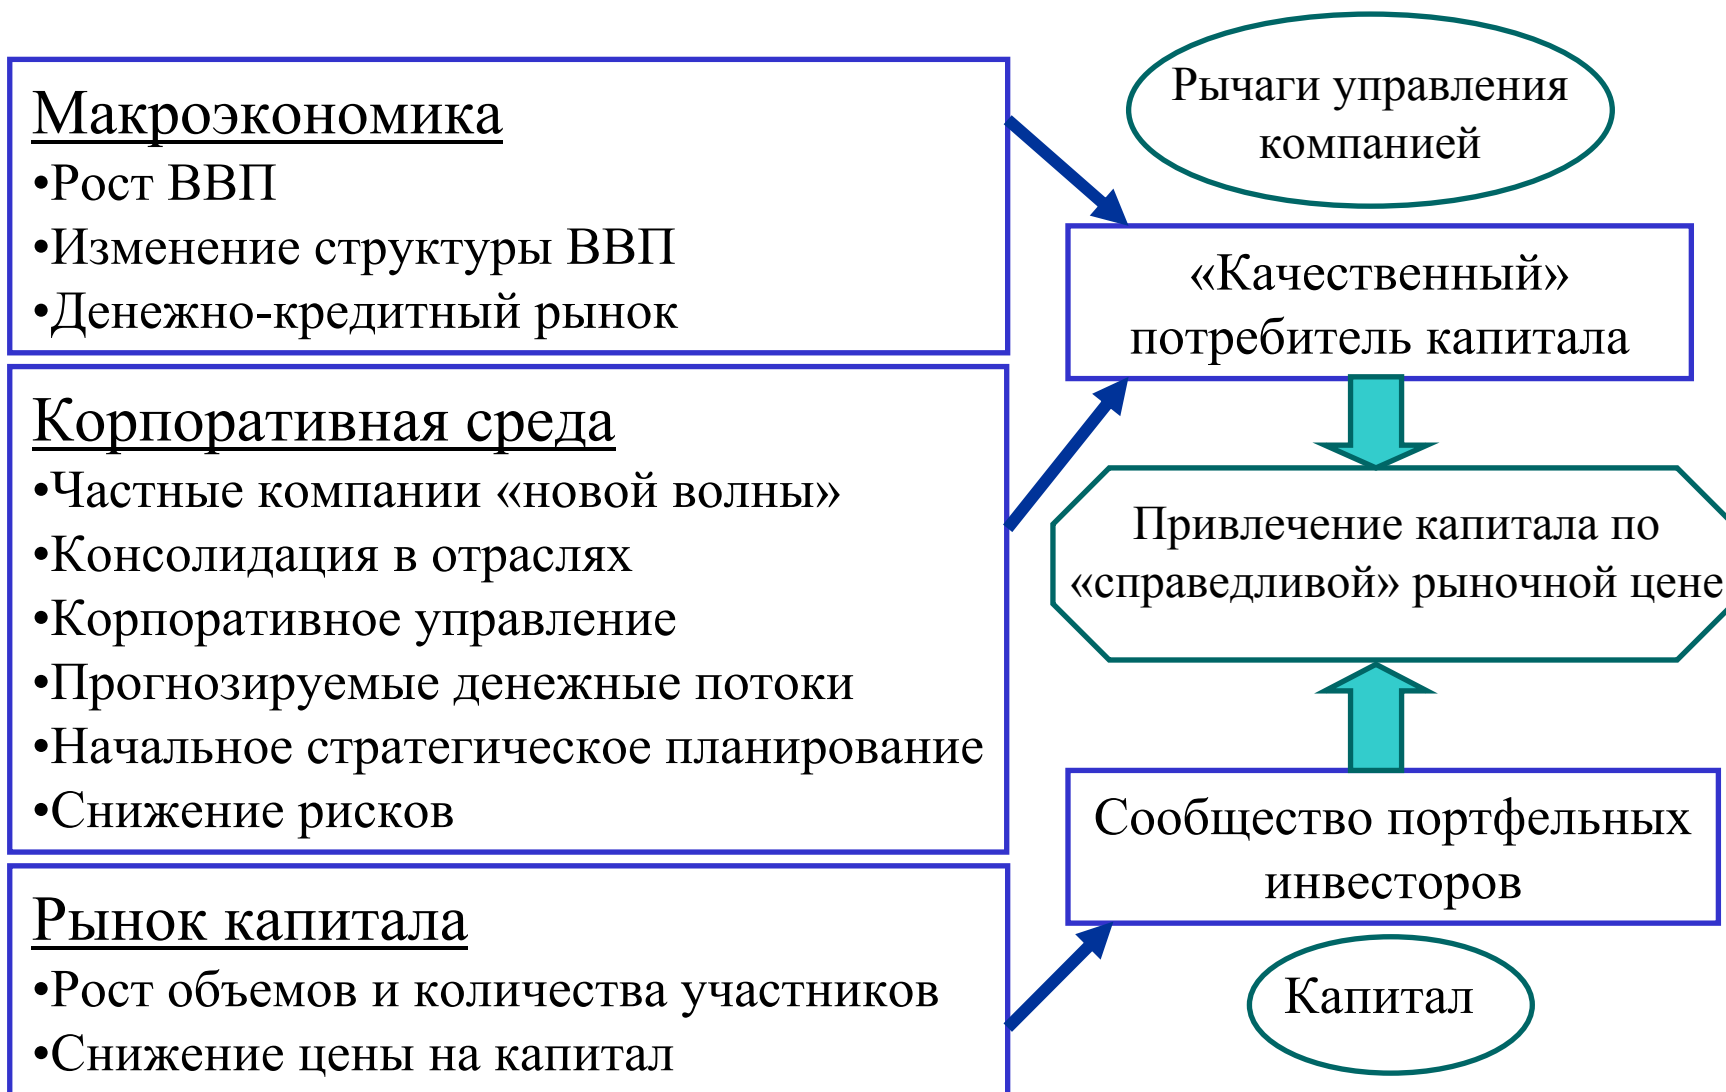 Макроэкономика
•Рост ВВП
•Изменение структуры ВВП
•Денежно-кредитный рынок
Корпоративная среда
•Частные компании «новой волны»
•Консолидация в отраслях
•Корпоративное управление
•Прогнозируемые денежные потоки
•Начальное стратегическое планирование
•Снижение рисков
Рынок капитала
•Рост объемов и количества участников
•Снижение цены на капитал
Рычаги управления
компанией
«Качественный»
потребитель капитала
Привлечение капитала по
«справедливой» рыночной цене
Сообщество портфельных
инвесторов
Капитал